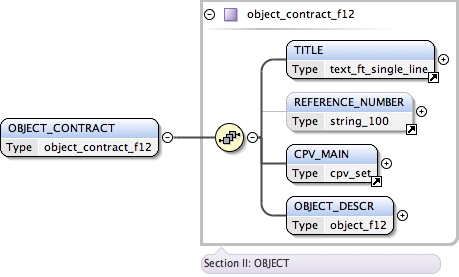 object_contract_f12
TITLE
Type text_ft_single_line
REFERENCE_NUMBER
Type string_100
OBJECT_CONTRACT
Type object_contract_f12
CPV_MAIN
Type cpv_set
OBJECT_DESCR
Type object_f12
Section II: OBJECT